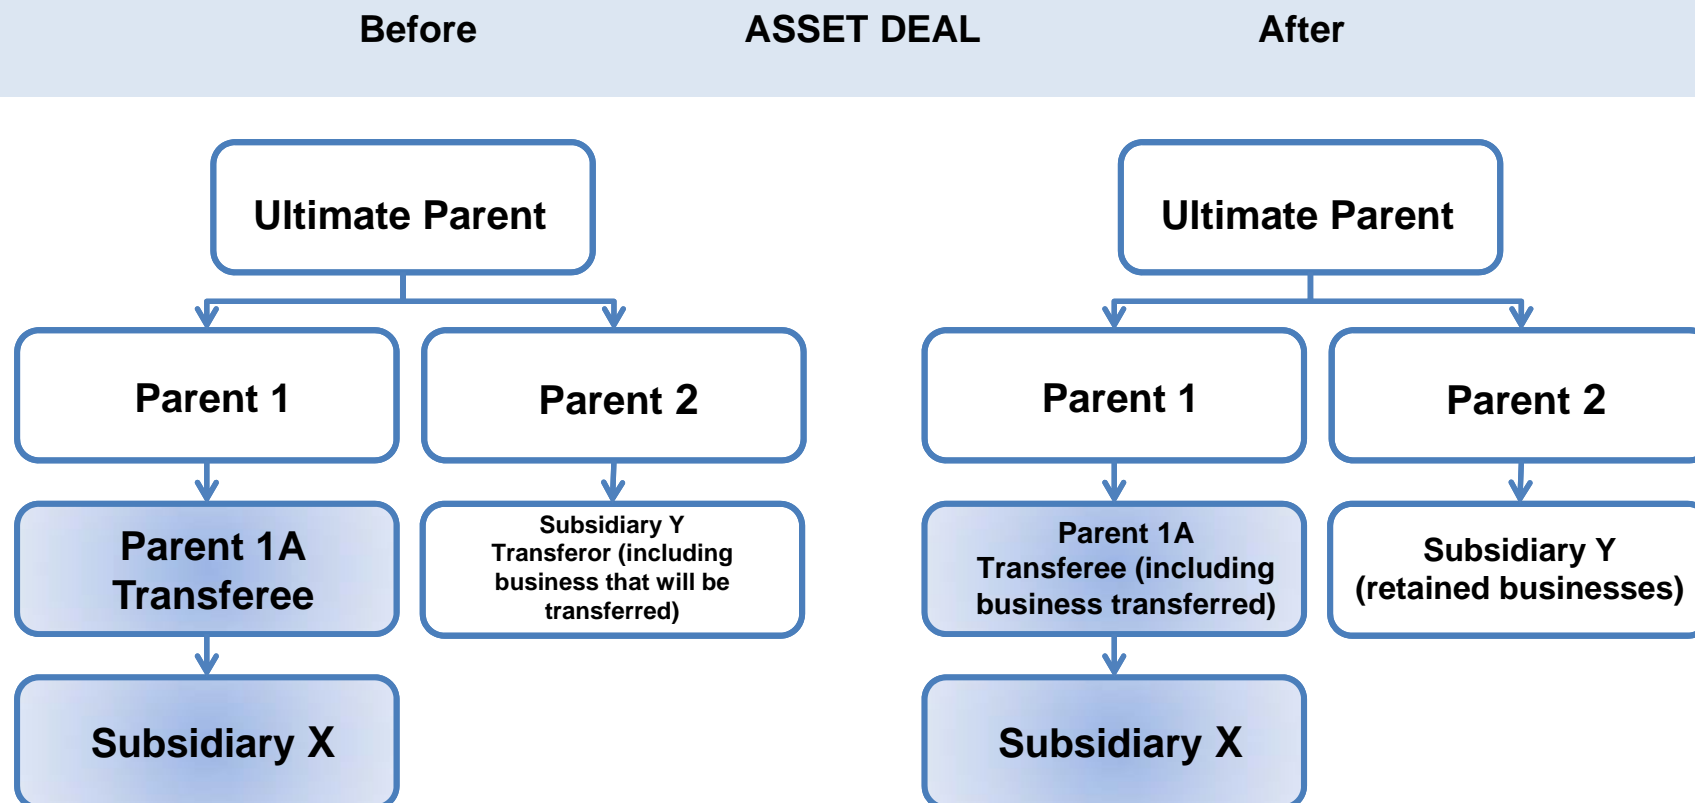 Before
ASSET DEAL
After
Ultimate Parent
Parent 1
Parent 2
Parent 1A
Transferee
Subsidiary Y
Transferor (including
business that will be
transferred)
Subsidiary X
Ultimate Parent
Parent 1
Parent 2
Parent 1A
Transferee (including
business transferred)
Subsidiary Y
(retained businesses)
Subsidiary X